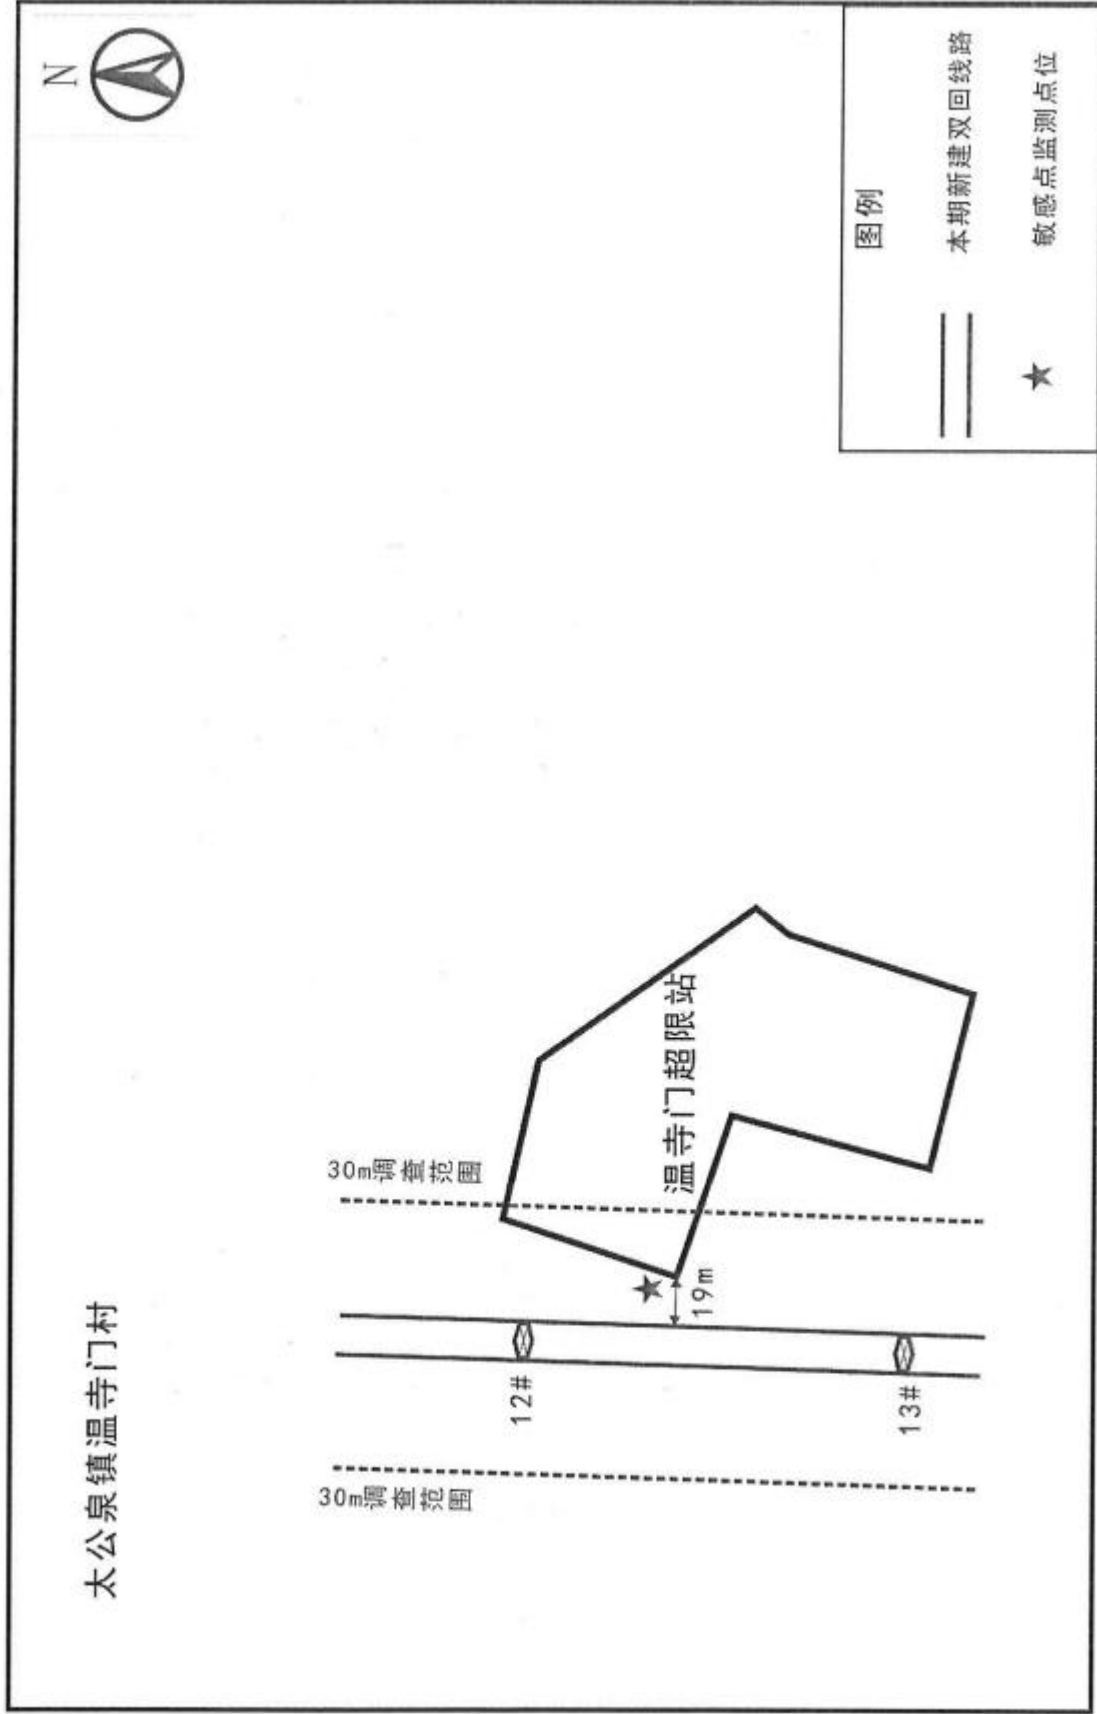 太公泉镇温寺门村
N
30m调查范围
12#
13#
19m
30m调查范围
温寺门超限站
图例
本期新建双回线路
敏感点监测点位